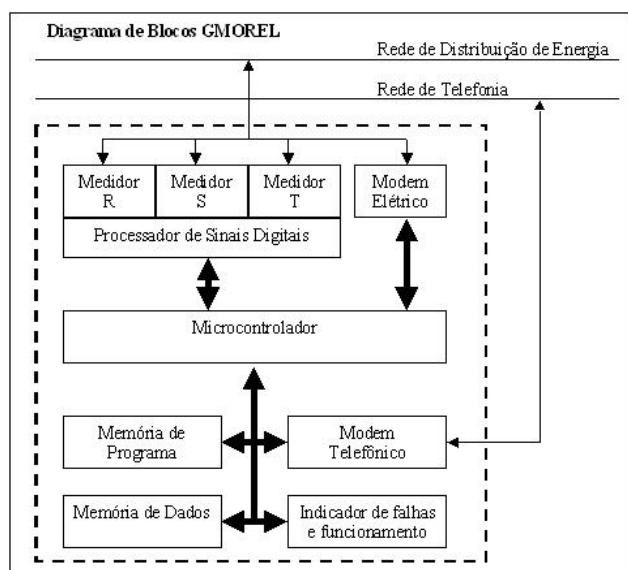 Diagrama de Blocos GMOREL
Rede de Distribuição de Energia
Rede de Telefonia
Medidor
R
Medidor
S
Medidor
T
Modem
Elétrico
Processador de Sinais Digitais
Microcontrolador
Memória de
Programa
Modem
Telefônico
Memória de Dados
Indicador de falhas
e funcionamento